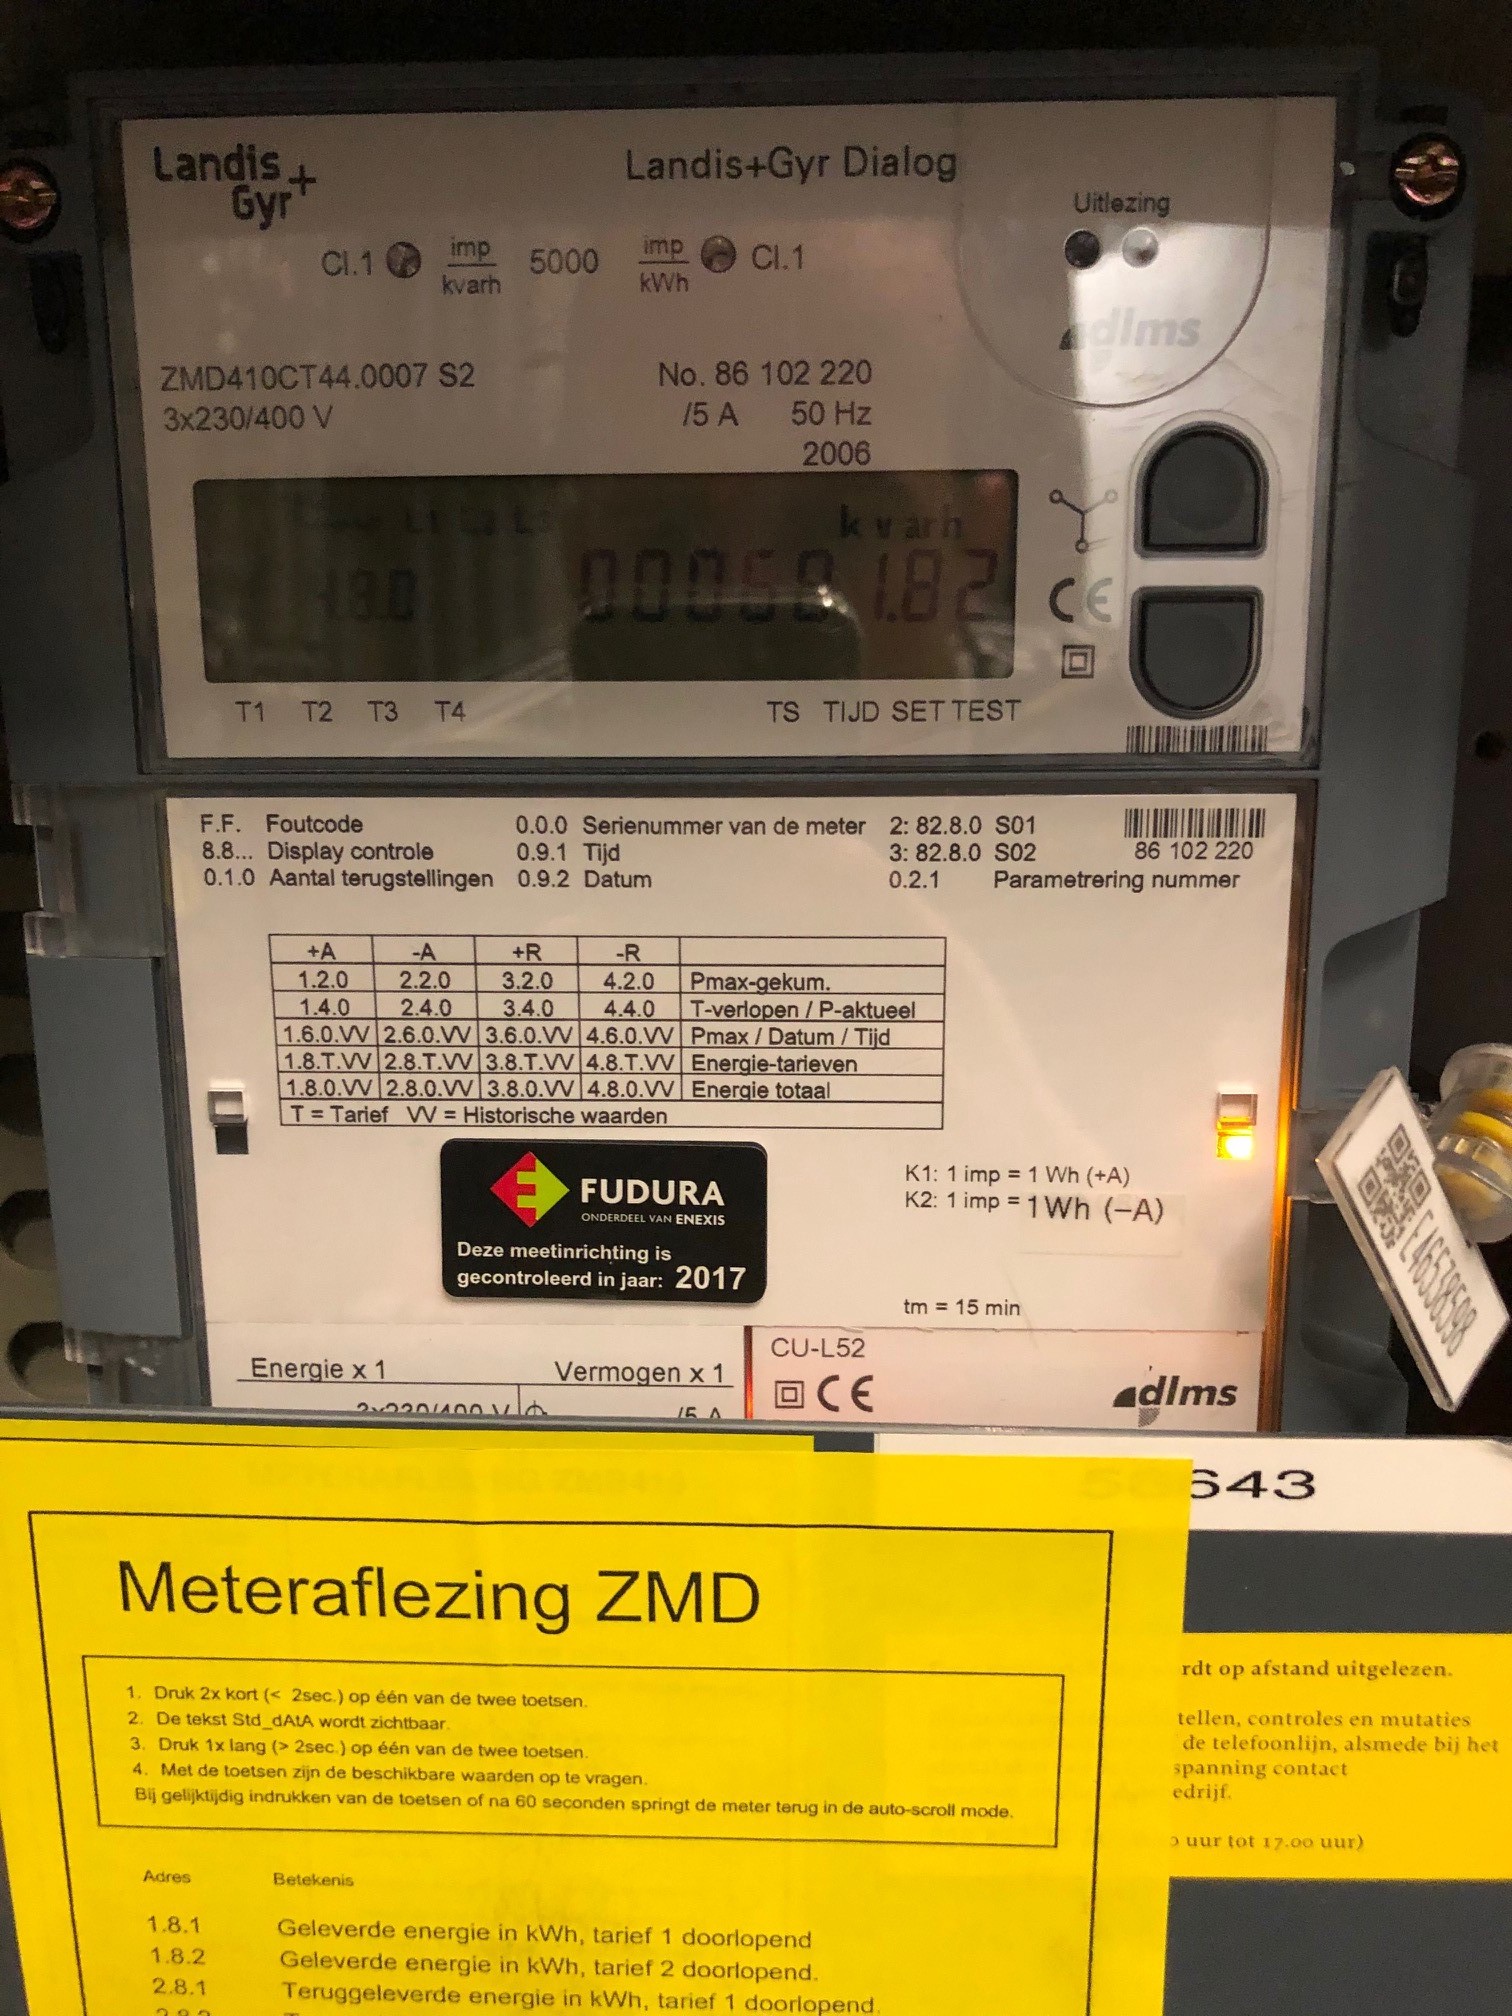 Landis+
Gyr
Landis+Gyr Dialog
Uitlezing
Cl.1 imp/kvarh 5000 imp/kWh Cl.1
dlms
ZMD410CT44.0007 S2 No. 86 102 220
3x230/400 V /5 A 50 Hz
2006
kvarh
CE
T1 T2 T3 T4 TS TIJD SET TEST
F.F. Foutcode 0.0.0 Serienummer van de meter 2: 82.8.0 S01
8.8... Display controle 0.9.1 Tijd 3: 82.8.0 S02 86 102 220
0.1.0 Aantal terugstellingen 0.9.2 Datum 0.2.1 Parametrering nummer
+A -A +R -R
1.2.0 2.2.0 3.2.0 4.2.0 Pmax-gekum.
1.4.0 2.4.0 3.4.0 4.4.0 T-verlopen / P-aktueel
1.6.0.VV 2.6.0.VV 3.6.0.VV 4.6.0.VV Pmax / Datum / Tijd
1.8.T.VV 2.8.T.VV 3.8.T.VV 4.8.T.VV Energie-tarieven
1.8.0.VV 2.8.0.VV 3.8.0.VV 4.8.0.VV Energie totaal
T = Tarief VV = Historische waarden
FUDURA
ONDERDEEL VAN ENEXIS
Deze meetinrichting is
gecontroleerd in jaar: 2017
K1: 1 imp = 1 Wh (+A)
K2: 1 imp = 1 Wh (–A)
tm = 15 min
E46538598
Energie x 1 Vermogen x 1
3x230/400 V /5 A
CU-L52
CE dlms
643
Meteraflezing ZMD
1. Druk 2x kort (< 2sec.) op één van de twee toetsen.
2. De tekst Std_dAtA wordt zichtbaar.
3. Druk 1x lang (> 2sec.) op één van de twee toetsen.
4. Met de toetsen zijn de beschikbare waarden op te vragen.
Bij gelijktijdig indrukken van de toetsen of na 60 seconden springt de meter terug in de auto-scroll mode.
Adres Betekenis
1.8.1 Geleverde energie in kWh, tarief 1 doorlopend
1.8.2 Geleverde energie in kWh, tarief 2 doorlopend.
2.8.1 Teruggeleverde energie in kWh, tarief 1 doorlopend.
rdt op afstand uitgelezen.
tellen, controles en mutaties
de telefoonlijn, alsmede bij het
spanning contact
edrijf.
uur tot 17.00 uur)